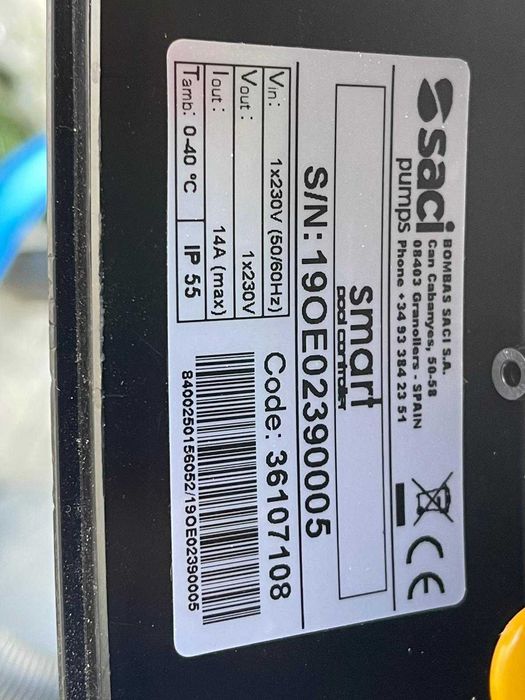 saci
pumps
BOMBAS SACI S.A.
Can Cabanyes, 50-58
08403 Granollers - SPAIN
Phone +34 93 384 23 51
CE
smart
pool controller
S/N: 19OE02390005
Vin: 1x230V (50/60Hz)
Vout: 1x230V
Iout: 14A (max)
Tamb: 0-40 °C IP 55
Code: 36107108
8400250156052/19OE02390005